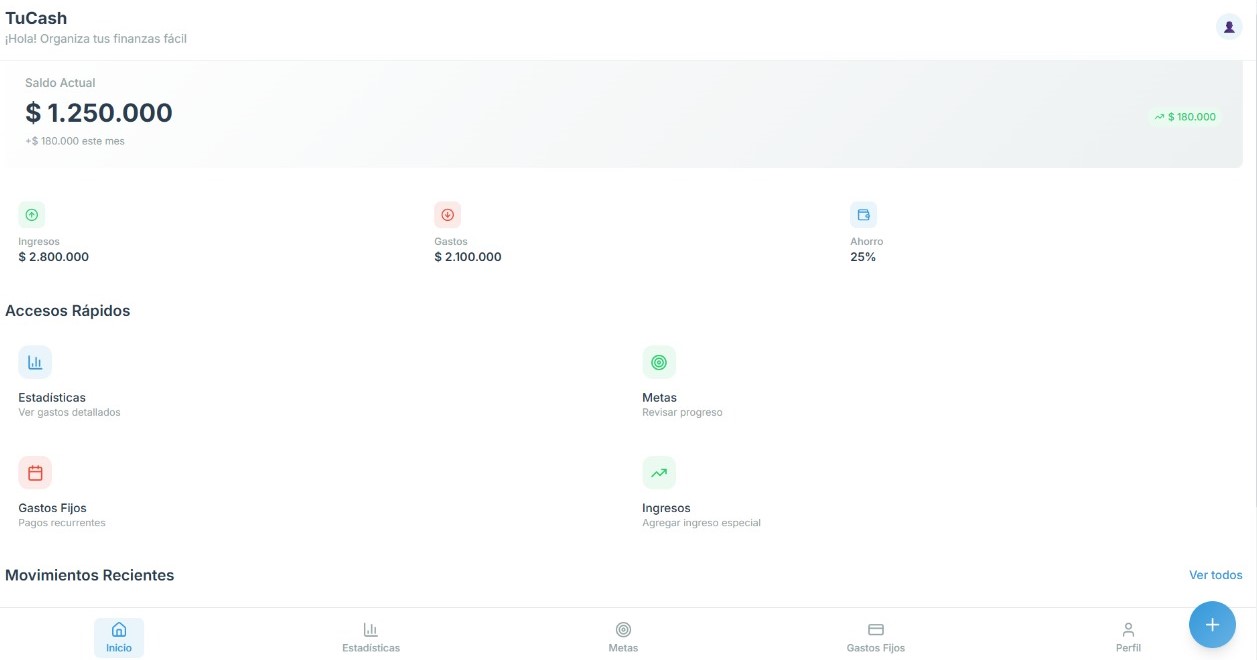 TuCash
¡Hola! Organiza tus finanzas fácil
Saldo Actual
$ 1.250.000
+$ 180.000 este mes
$ 180.000
Ingresos
$ 2.800.000
Gastos
$ 2.100.000
Ahorro
25%
Accesos Rápidos
Estadísticas
Ver gastos detallados
Metas
Revisar progreso
Gastos Fijos
Pagos recurrentes
Ingresos
Agregar ingreso especial
Movimientos Recientes
Ver todos
Inicio
Estadísticas
Metas
Gastos Fijos
Perfil